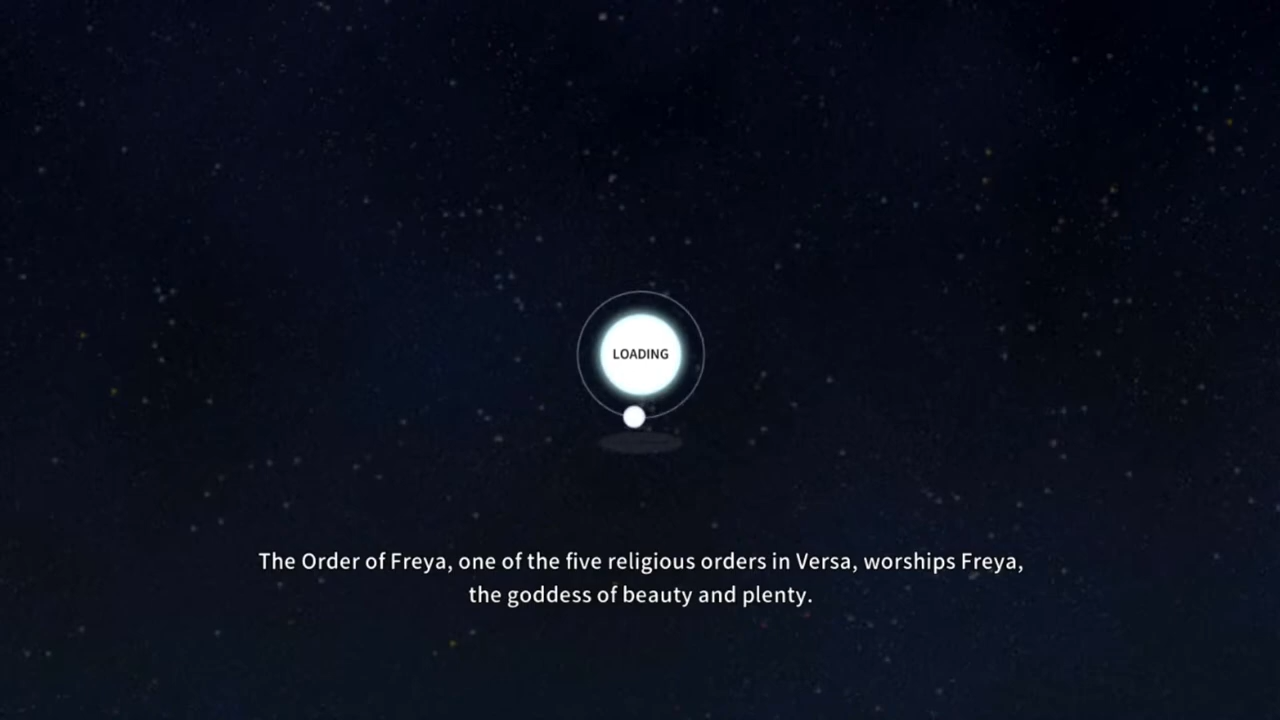 LOADING
The Order of Freya, one of the five religious orders in Versa, worships Freya,
the goddess of beauty and plenty.